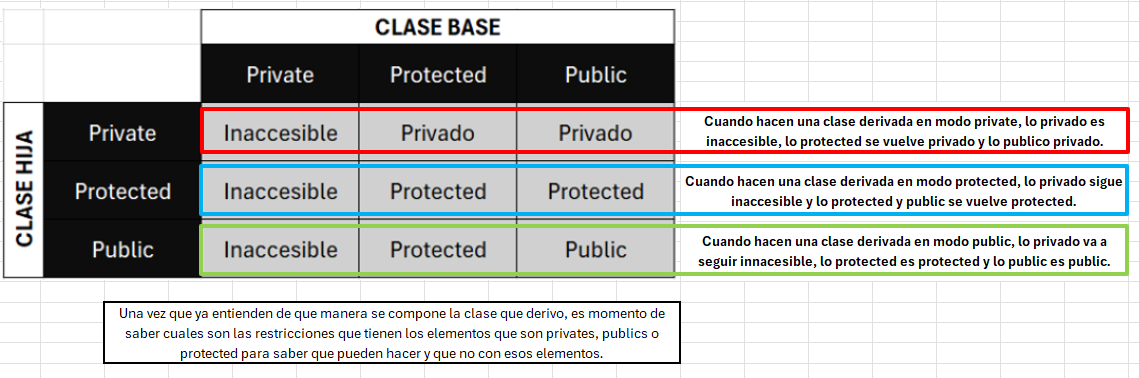 CLASE BASE
Private Protected Public
CLASE HIJA
Private Inaccesible Privado Privado
Cuando hacen una clase derivada en modo private, lo privado es
inaccesible, lo protected se vuelve privado y lo publico privado.
Protected Inaccesible Protected Protected
Cuando hacen una clase derivada en modo protected, lo privado sigue
inaccesible y lo protected y public se vuelve protected.
Public Inaccesible Protected Public
Cuando hacen una clase derivada en modo public, lo privado va a
seguir innacesible, lo protected es protected y lo public es public.
Una vez que ya entienden de que manera se compone la clase que derivo, es momento de
saber cuales son las restricciones que tienen los elementos que son privates, publics o
protected para saber que pueden hacer y que no con esos elementos.